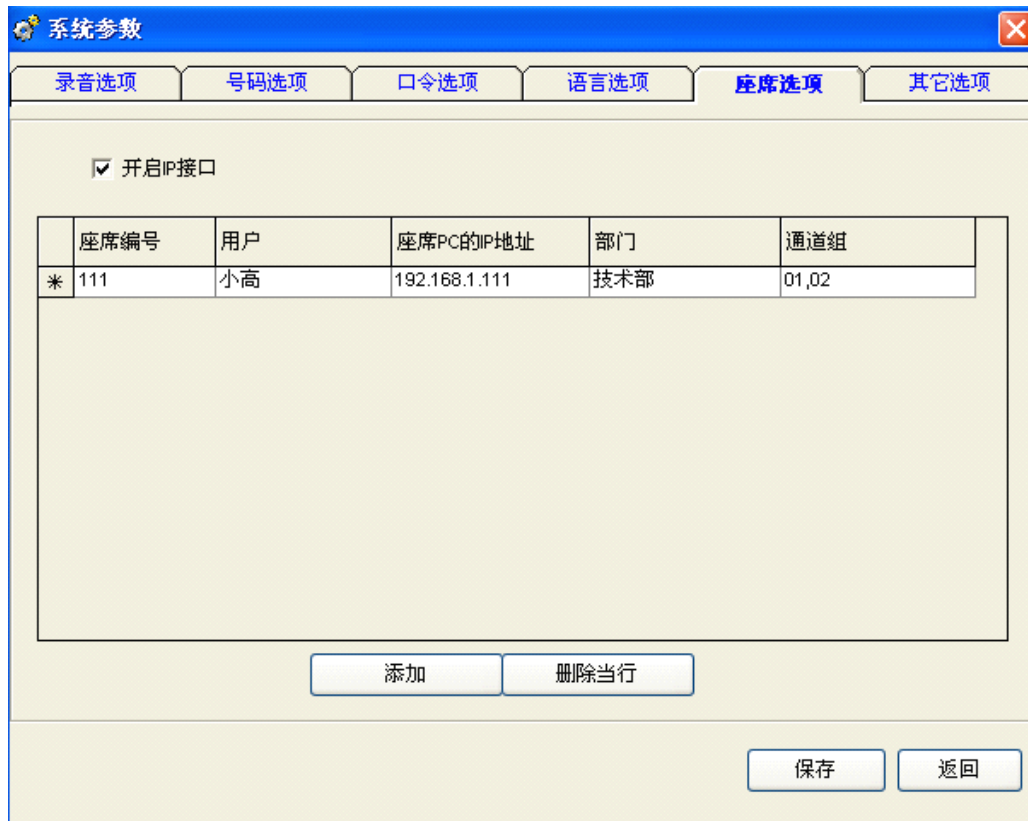 系统参数
录音选项 号码选项 口令选项 语言选项 座席选项 其它选项
开启IP接口
座席编号 用户 座席PC的IP地址 部门 通道组
111 小高 192.168.1.111 技术部 01,02
添加 删除当行
保存 返回